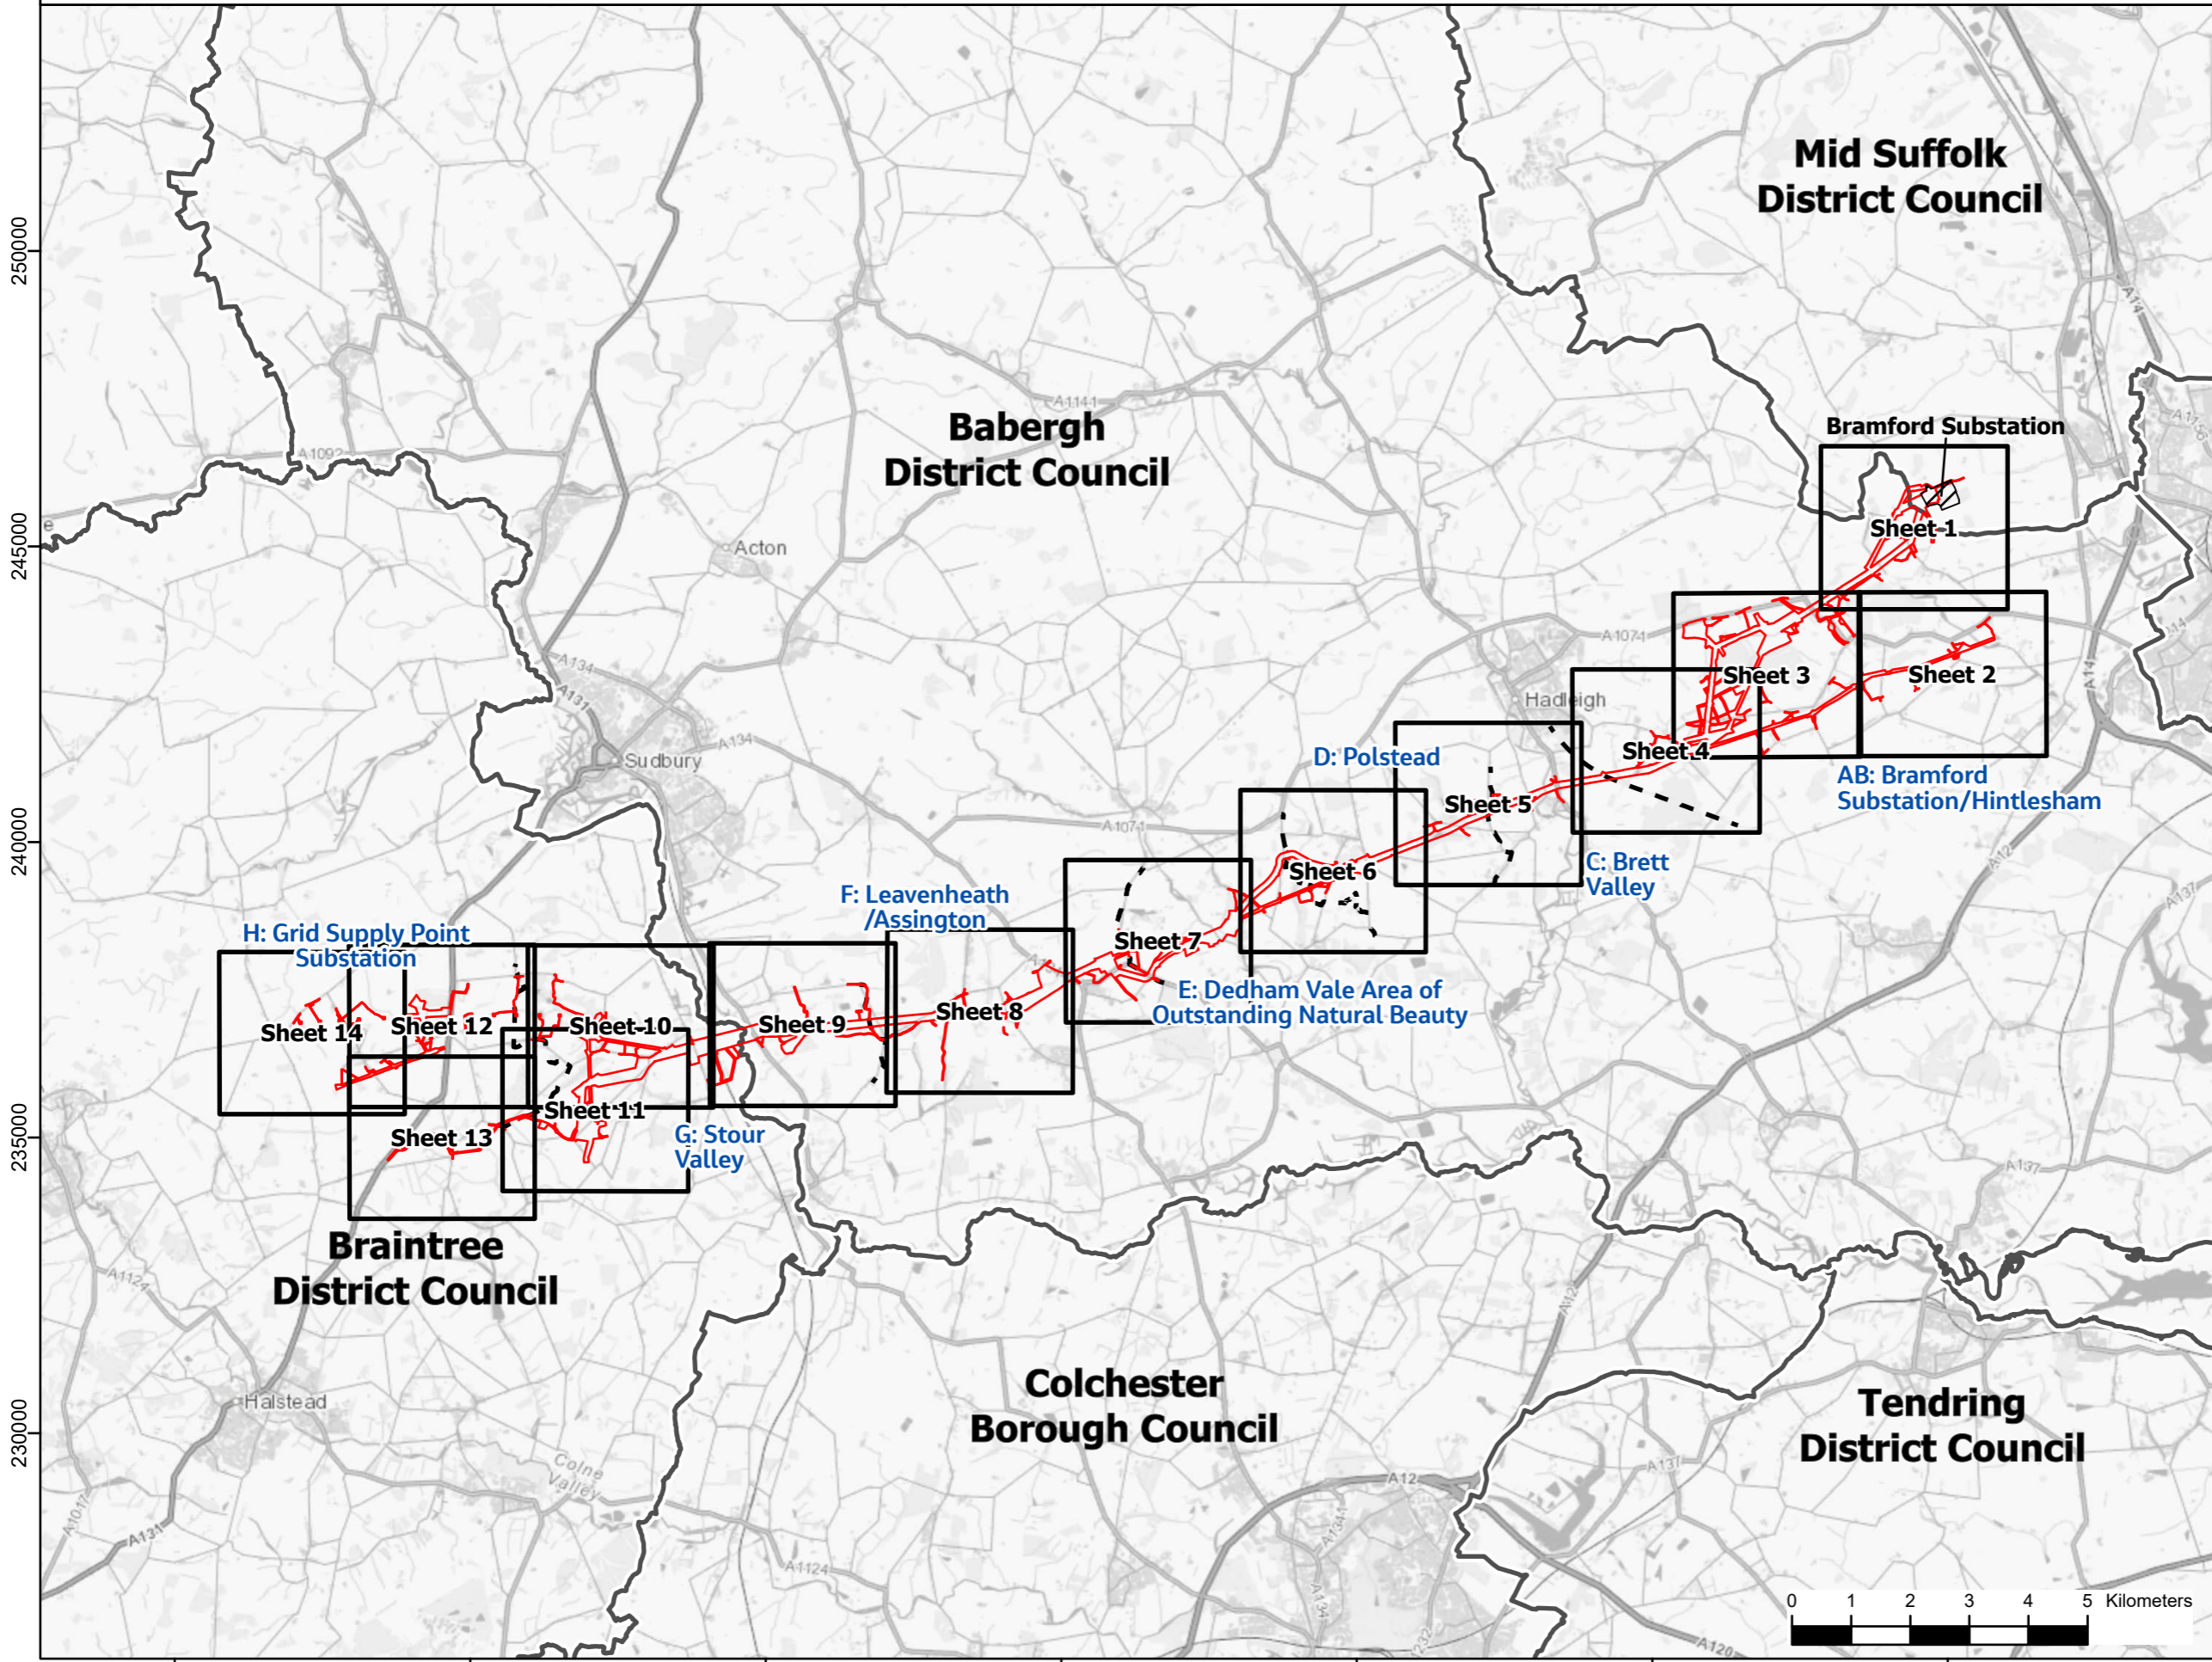 Mid Suffolk
District Council
250000
A14
A1141
Babergh
District Council
Bramford Substation
A1092
e
Sheet 1
245000
Acton
A14
A1071
A134
Sheet 3
Sheet 2
A14
A131
Hadleigh
A134
Sudbury
D: Polstead
Sheet 4
AB: Bramford
Substation/Hintlesham
Sheet 5
240000
A1071
A12
C: Brett
Valley
Sheet 6
F: Leavenheath
/Assington
A137
H: Grid Supply Point
Substation
Sheet 7
E: Dedham Vale Area of
Outstanding Natural Beauty
Sheet 14
Sheet 12
Sheet 10
Sheet 9
Sheet 8
235000
Sheet 11
Sheet 13
G: Stour
Valley
A137
Braintree
District Council
A1124
A12
Halstead
Colchester
Borough Council
Tendring
District Council
230000
Colne
Valley
A137
A12
A1017
A131
A134
A1124
A134
0 1 2 3 4 5 Kilometers
A120